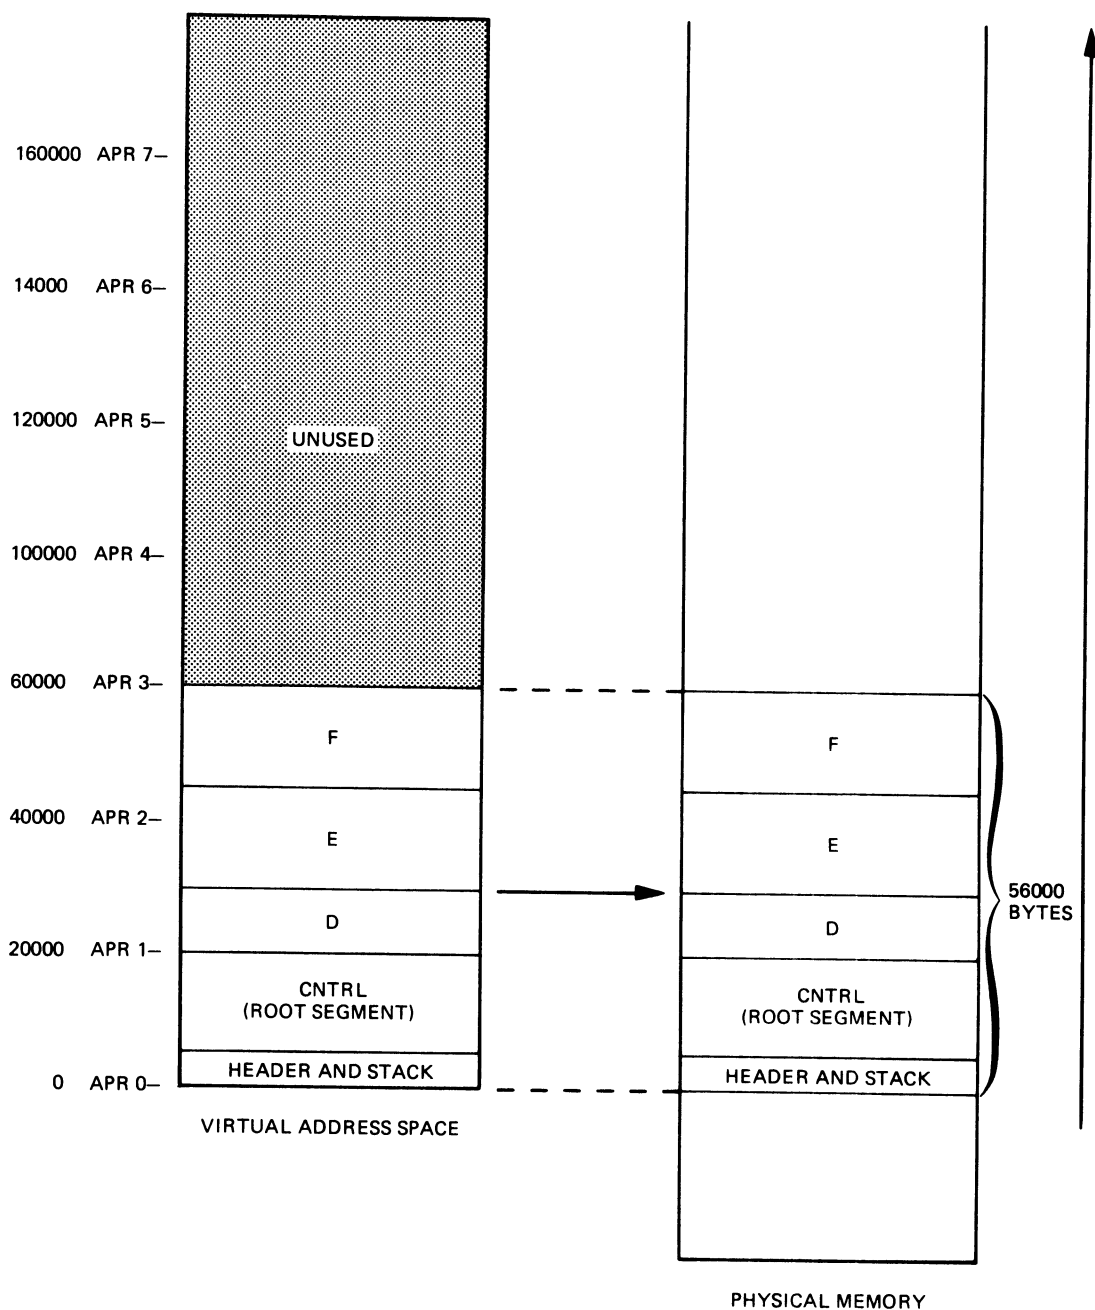 160000 APR 7–
14000 APR 6–
120000 APR 5–
UNUSED
100000 APR 4–
60000 APR 3–
F
F
40000 APR 2–
E
E
56000
BYTES
D
D
20000 APR 1–
CNTRL
(ROOT SEGMENT)
CNTRL
(ROOT SEGMENT)
0 APR 0–
HEADER AND STACK
HEADER AND STACK
VIRTUAL ADDRESS SPACE
PHYSICAL MEMORY